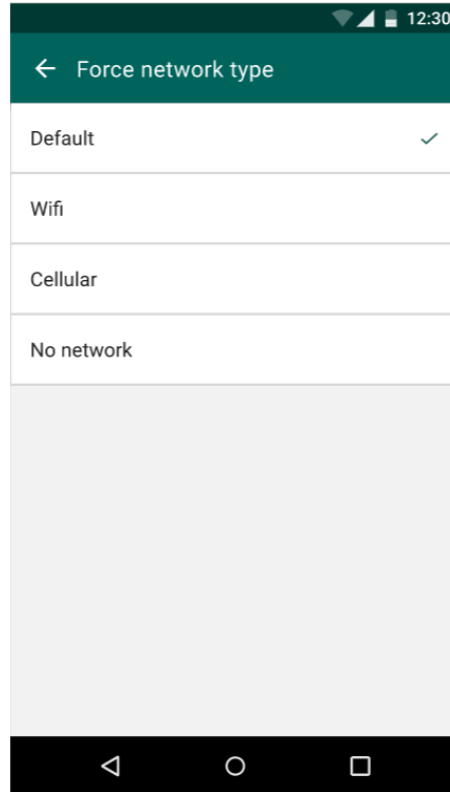 12:30
Force network type
Default
Wifi
Cellular
No network